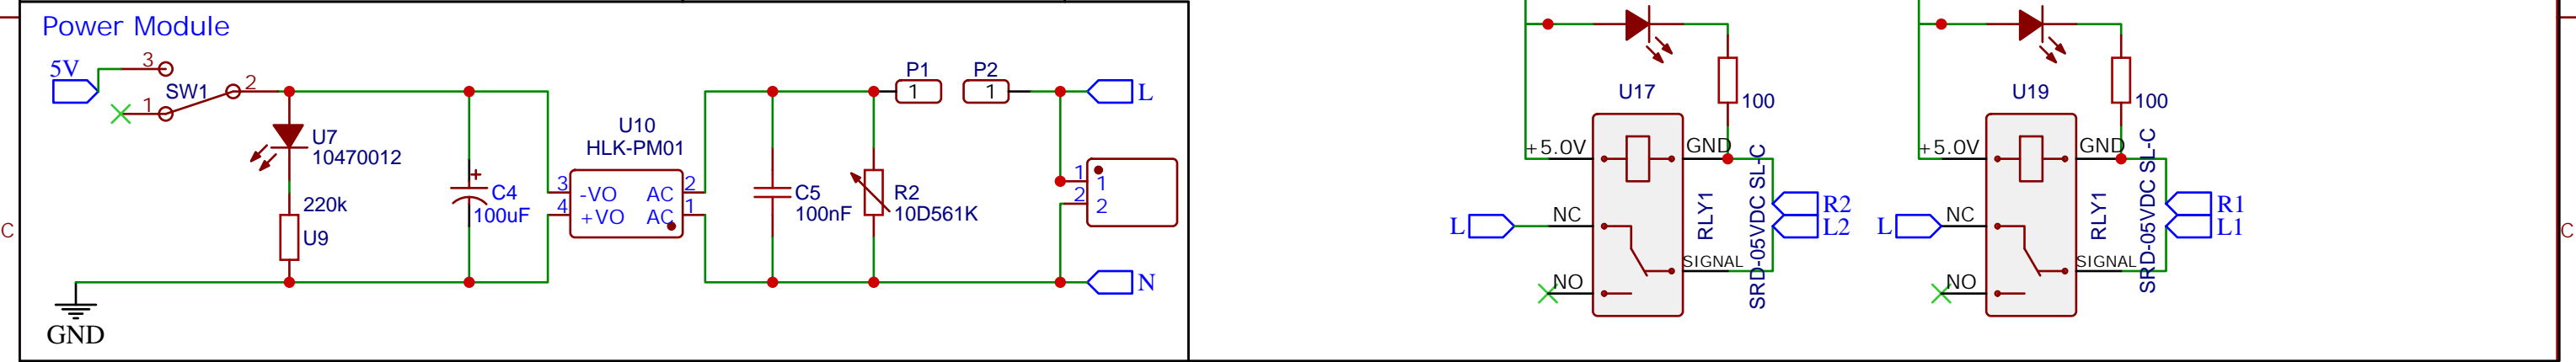 Power Module
5V
3
SW1
2
1
U7
10470012
220k
U9
GND
+
C4
100uF
U10
HLK-PM01
3
-VO
AC
2
4
+VO
AC
1
C5
100nF
R2
10D561K
P1
1
P2
1
L
1
1
2
2
N
C
U17
100
+5.0V
GND
L
NC
NO
SIGNAL
RLY1
SRD-05VDC SL-C
R2
L2
U19
100
+5.0V
GND
L
NC
NO
SIGNAL
RLY1
SRD-05VDC SL-C
R1
L1
C